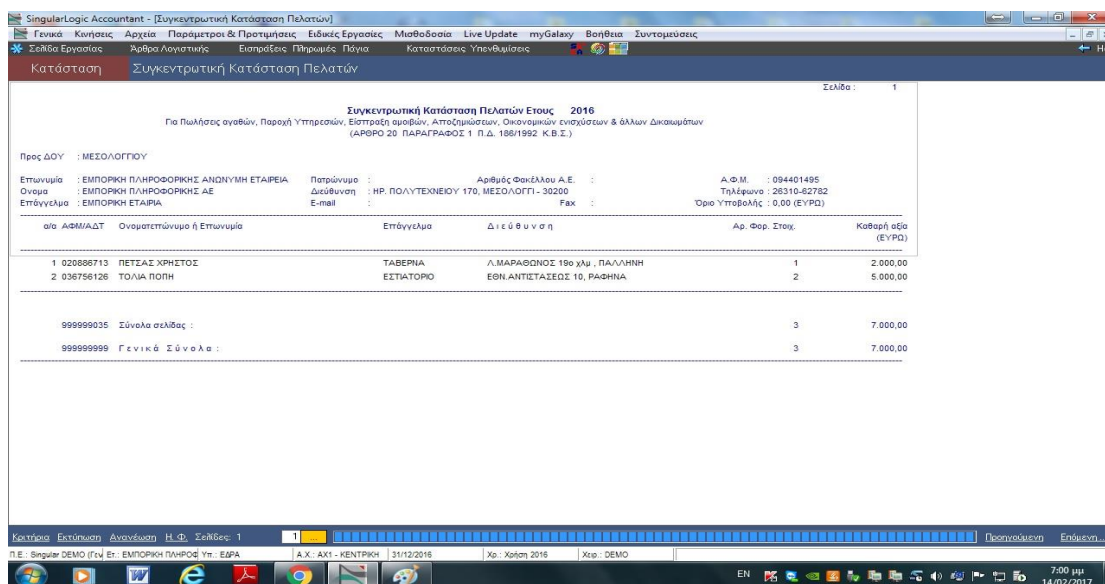 SingularLogic Accountant - [Συγκεντρωτική Κατάσταση Πελατών]
Γενικά Κινήσεις Αρχεία Παράμετροι & Προτιμήσεις Ειδικές Εργασίες Μισθοδοσία Live Update myGalaxy Βοήθεια Συντομεύσεις
Σελίδα Εργασίας Άρθρα Λογιστικής Εισπράξεις Πληρωμές Πάγια Καταστάσεις Υπενθυμίσεις
Κατάσταση Συγκεντρωτική Κατάσταση Πελατών
Σελίδα : 1
Συγκεντρωτική Κατάσταση Πελατών Ετους 2016
Για Πωλήσεις αγαθών, Παροχή Υπηρεσιών, Είσπραξη αμοιβών, Αποζημιώσεων, Οικονομικών ενισχύσεων & άλλων Δικαιωμάτων
(ΑΡΘΡΟ 20 ΠΑΡΑΓΡΑΦΟΣ 1 Π.Δ. 186/1992 Κ.Β.Σ.)
Προς ΔΟΥ : ΜΕΣΟΛΟΓΓΙΟΥ
Επωνυμία : ΕΜΠΟΡΙΚΗ ΠΛΗΡΟΦΟΡΙΚΗΣ ΑΝΩΝΥΜΗ ΕΤΑΙΡΕΙΑ Πατρώνυμο : Αριθμός Φακέλλου Α.Ε. : Α.Φ.Μ. : 094401495
Ονομα : ΕΜΠΟΡΙΚΗ ΠΛΗΡΟΦΟΡΙΚΗΣ ΑΕ Διεύθυνση : ΗΡ. ΠΟΛΥΤΕΧΝΕΙΟΥ 170, ΜΕΣΟΛΟΓΓΙ - 30200 Τηλέφωνο : 26310-62782
Επάγγελμα : ΕΜΠΟΡΙΚΗ ΕΤΑΙΡΙΑ E-mail : Fax : Όριο Υποβολής : 0,00 (ΕΥΡΩ)
α/α ΑΦΜ/ΑΔΤ Ονοματεπώνυμο ή Επωνυμία Επάγγελμα Διεύθυνση Αρ. Φορ. Στοιχ. Καθαρή αξία
(ΕΥΡΩ)
1 020886713 ΠΕΤΣΑΣ ΧΡΗΣΤΟΣ ΤΑΒΕΡΝΑ Λ.ΜΑΡΑΘΩΝΟΣ 19ο χλμ , ΠΑΛΛΗΝΗ 1 2.000,00
2 036756126 ΤΟΛΙΑ ΠΟΠΗ ΕΣΤΙΑΤΟΡΙΟ ΕΘΝ.ΑΝΤΙΣΤΑΣΕΩΣ 10, ΡΑΦΗΝΑ 2 5.000,00
999999035 Σύνολα σελίδας : 3 7.000,00
999999999 Γενικά Σύνολα : 3 7.000,00
Κριτήρια Εκτύπωση Ανανέωση Η.Φ. Σελίδες: 1 1 ... Προηγούμενη Επόμενη...
Π.Ε.: Singular DEMO (Γεν Ετ.: ΕΜΠΟΡΙΚΗ ΠΛΗΡΟΦ Υπ.: ΕΔΡΑ Α.Χ.: ΑΧ1 - ΚΕΝΤΡΙΚΗ 31/12/2016 Χρ.: Χρήση 2016 Χειρ.: DEMO
EN 7:00 μμ
14/02/2017